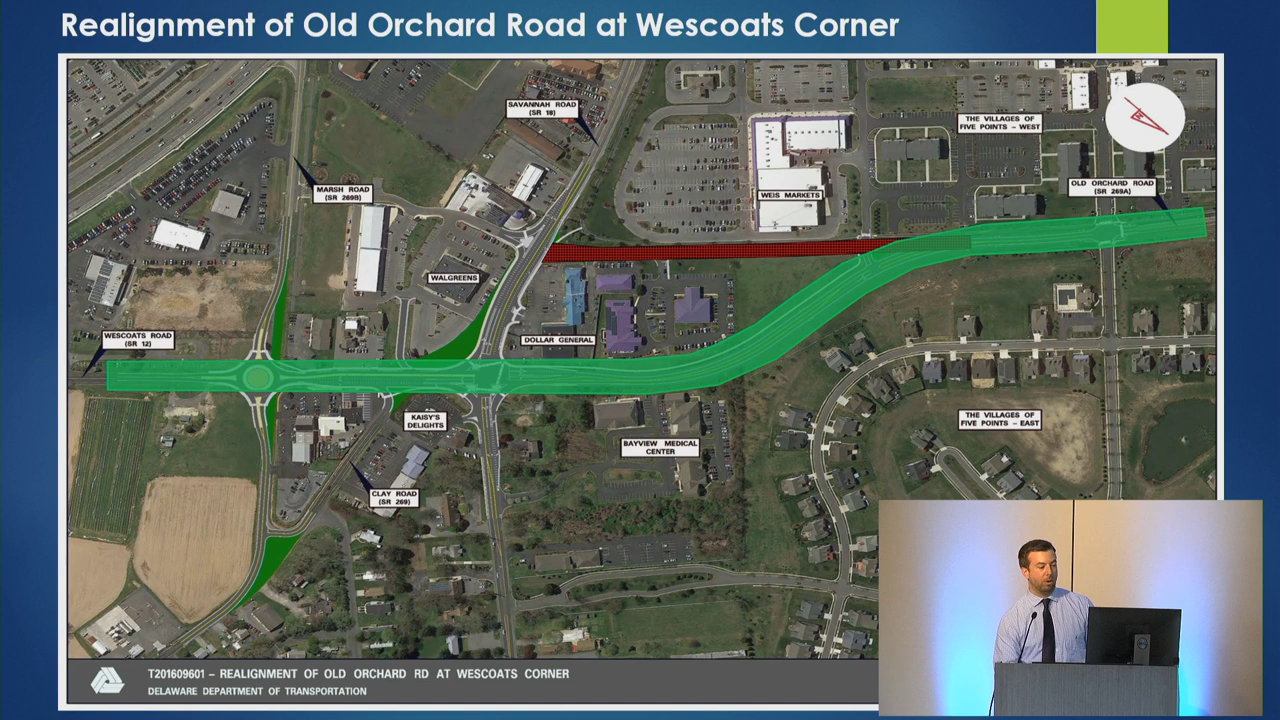 Realignment of Old Orchard Road at Wescoats Corner
SAVANNAH ROAD
(SR 18)
THE VILLAGES OF
FIVE POINTS - WEST
MARSH ROAD
(SR 269B)
WEIS MARKETS
OLD ORCHARD ROAD
(SR 269A)
WALGREENS
WESCOATS ROAD
(SR 12)
DOLLAR GENERAL
KAISY'S
DELIGHTS
BAYVIEW MEDICAL
CENTER
THE VILLAGES OF
FIVE POINTS - EAST
CLAY ROAD
(SR 269)
T201609601 - REALIGNMENT OF OLD ORCHARD RD AT WESCOATS CORNER
DELAWARE DEPARTMENT OF TRANSPORTATION